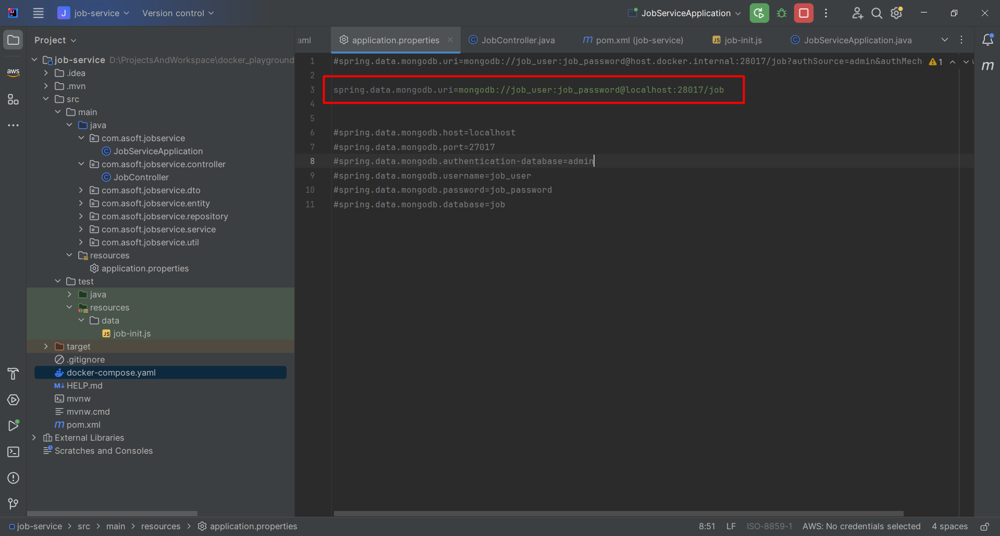 job-service
Version control
JobServiceApplication
Project
aml
application.properties
JobController.java
pom.xml (job-service)
job-init.js
JobServiceApplication.java
job-service D:\ProjectsAndWorkspace\docker_playground
.idea
.mvn
src
main
java
com.asoft.jobservice
JobServiceApplication
com.asoft.jobservice.controller
JobController
com.asoft.jobservice.dto
com.asoft.jobservice.entity
com.asoft.jobservice.repository
com.asoft.jobservice.service
com.asoft.jobservice.util
resources
application.properties
test
java
resources
data
job-init.js
target
.gitignore
docker-compose.yaml
HELP.md
mvnw
mvnw.cmd
pom.xml
External Libraries
Scratches and Consoles
aws
1 #spring.data.mongodb.uri=mongodb://job_user:job_password@host.docker.internal:28017/job?authSource=admin&authMech
1
2
3 spring.data.mongodb.uri=mongodb://job_user:job_password@localhost:28017/job
4
5
6 #spring.data.mongodb.host=localhost
7 #spring.data.mongodb.port=27017
8 #spring.data.mongodb.authentication-database=admin
9 #spring.data.mongodb.username=job_user
10 #spring.data.mongodb.password=job_password
11 #spring.data.mongodb.database=job
job-service > src > main > resources > application.properties
8:51 LF ISO-8859-1 AWS: No credentials selected 4 spaces